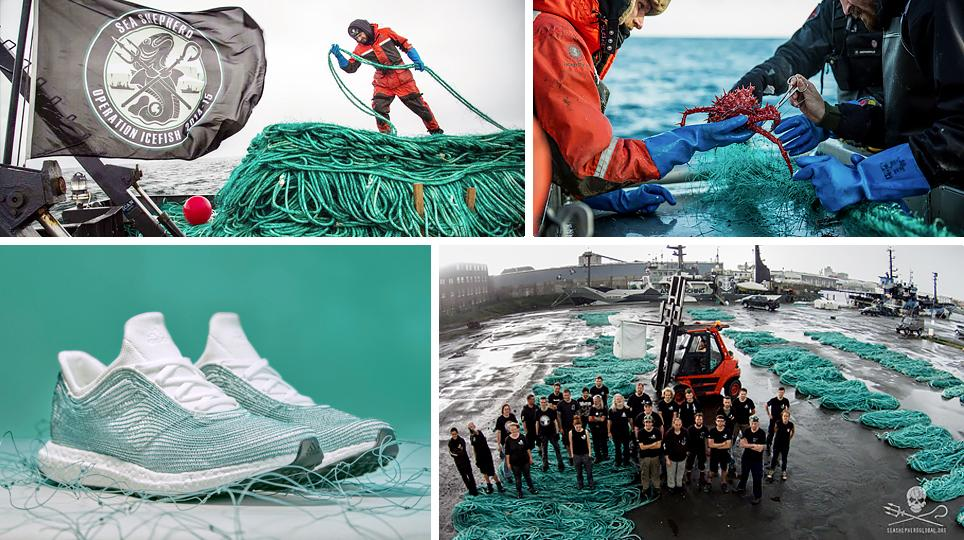 SEA SHEPHERD
OPERATION ICEFISH 2014-15
SEASHEPHERDGLOBAL.ORG